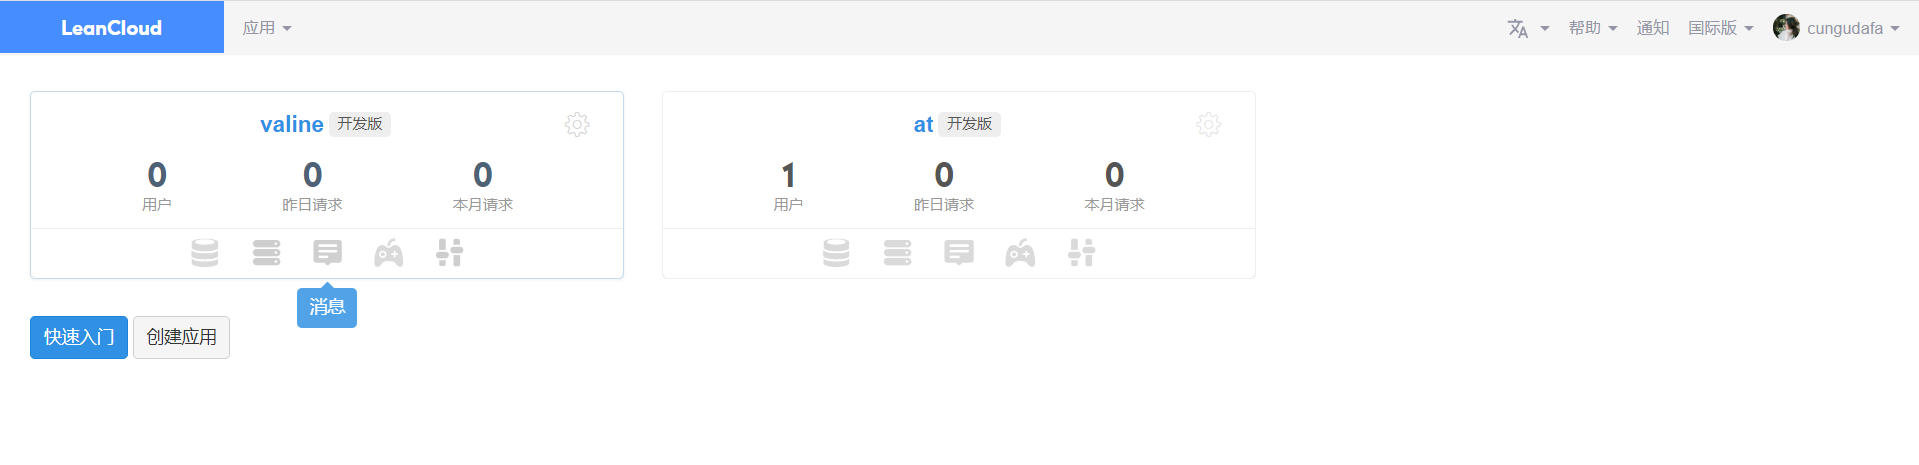 LeanCloud 应用 帮助 通知 国际版 cungudafa
valine 开发版
0 0 0
用户 昨日请求 本月请求
at 开发版
1 0 0
用户 昨日请求 本月请求
消息
快速入门 创建应用